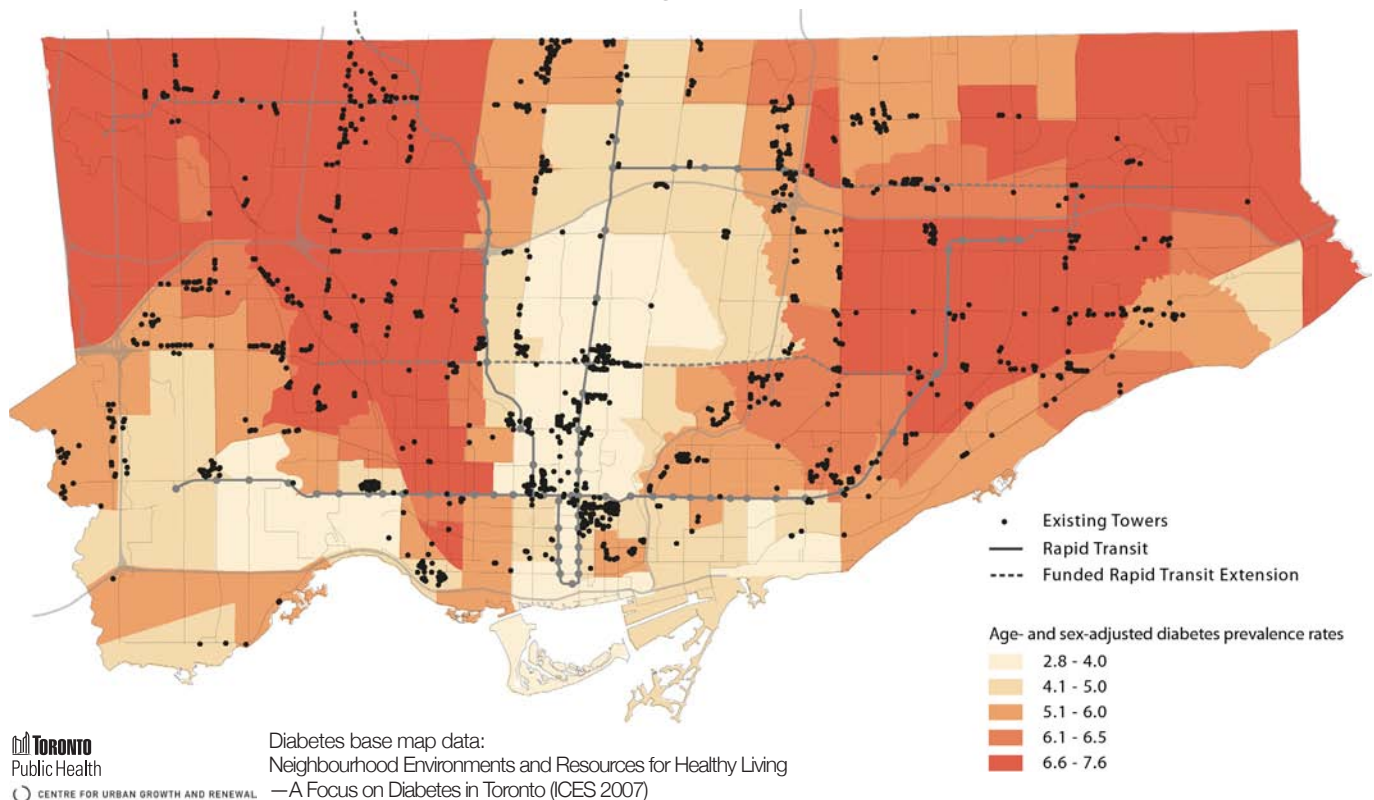 Existing Towers
Rapid Transit
Funded Rapid Transit Extension
Age- and sex-adjusted diabetes prevalence rates
2.8 - 4.0
4.1 - 5.0
5.1 - 6.0
6.1 - 6.5
6.6 - 7.6
TORONTO
Public Health
CENTRE FOR URBAN GROWTH AND RENEWAL
Diabetes base map data:
Neighbourhood Environments and Resources for Healthy Living
—A Focus on Diabetes in Toronto (ICES 2007)